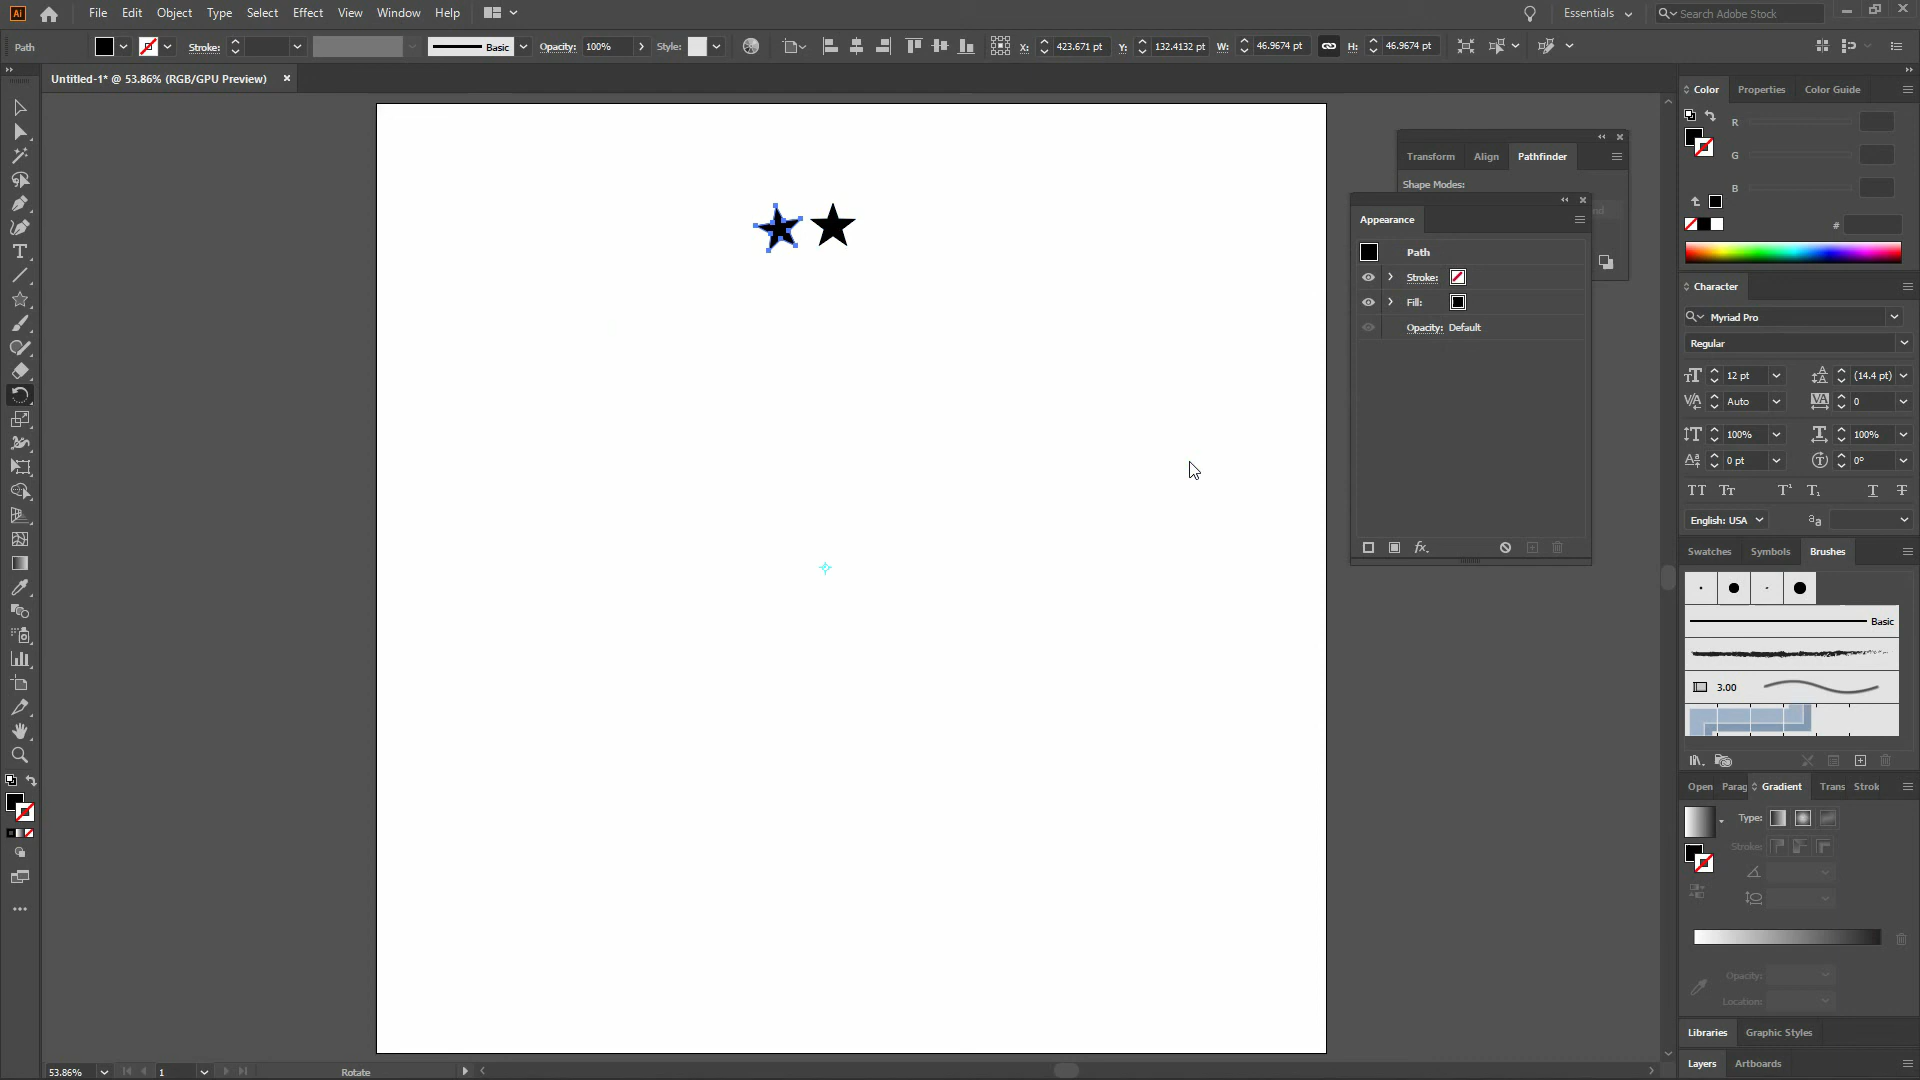 Ai File Edit Object Type Select Effect View Window Help Essentials Search Adobe Stock
Path Stroke: Basic Opacity: 100% Style: X: 423.671 pt Y: 132.4132 pt W: 46.9674 pt H: 46.9674 pt
Untitled-1* @ 53.86% (RGB/GPU Preview)
Color Properties Color Guide
R
G
B
#
Transform Align Pathfinder
Shape Modes:
Appearance
Path
Stroke:
Fill:
Opacity: Default
fx.
Character
Myriad Pro
Regular
12 pt (14.4 pt)
Auto 0
100% 100%
0 pt 0°
English: USA
Swatches Symbols Brushes
Basic
3.00
Open Parag Gradient Trans Strok
Type:
Stroke:
Opacity:
Location:
Libraries Graphic Styles
Layers Artboards
53.86% 1 Rotate